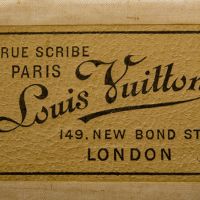 RUE SCRIBE
PARIS
Louis Vuitton
149. NEW BOND ST
LONDON